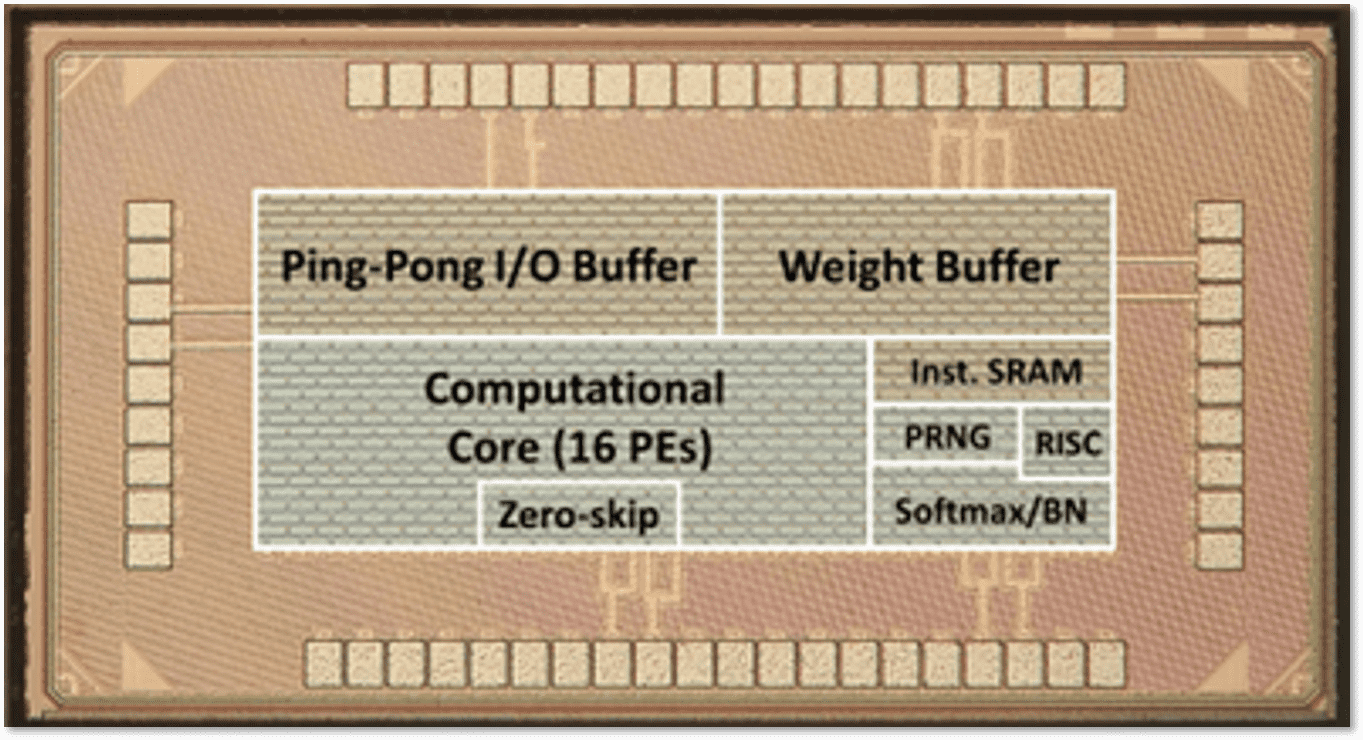 Ping-Pong I/O Buffer
Weight Buffer
Computational
Core (16 PEs)
Zero-skip
Inst. SRAM
PRNG
RISC
Softmax/BN